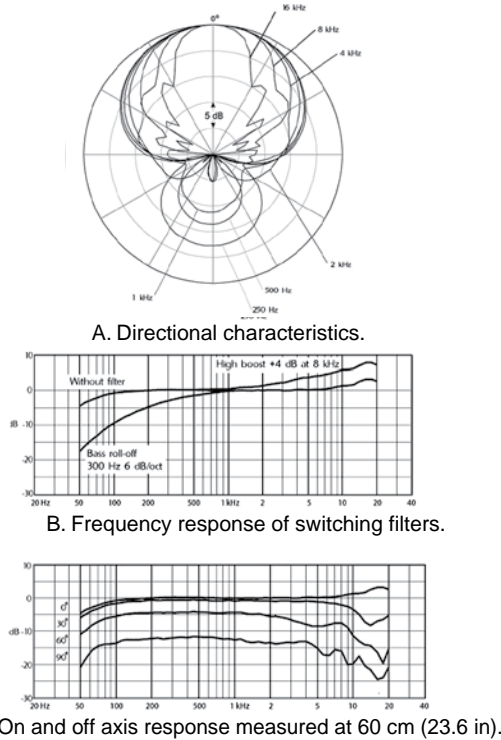 16 kHz
0°
8 kHz
4 kHz
5 dB
2 kHz
500 Hz
1 kHz
250 Hz
A. Directional characteristics.
10
High boost +4 dB at 8 kHz
Without filter
0
dB -10
Bass roll-off
300 Hz 6 dB/oct
-20
-30
20 Hz 50 100 200 500 1 kHz 2 5 10 20 40
B. Frequency response of switching filters.
10
0
0°
30°
dB -10
60°
90°
-20
-30
20 Hz 50 100 200 500 1 kHz 2 5 10 20 40
On and off axis response measured at 60 cm (23.6 in).